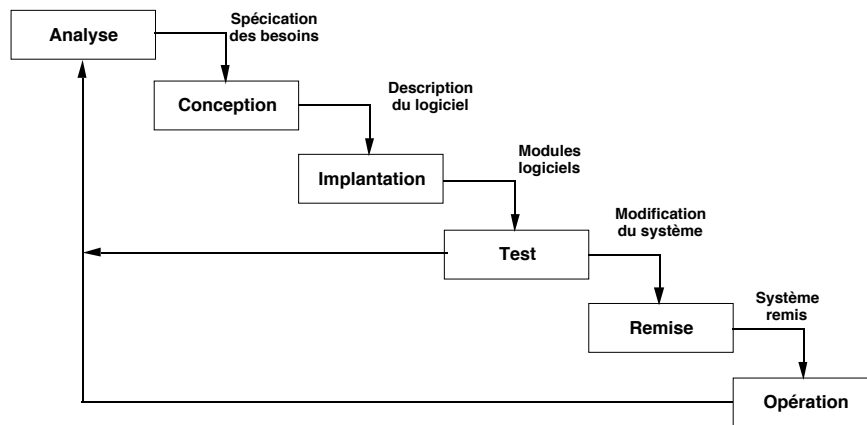 Analyse
Spécication
des besoins
Conception
Description
du logiciel
Implantation
Modules
logiciels
Test
Modification
du système
Remise
Système
remis
Opération